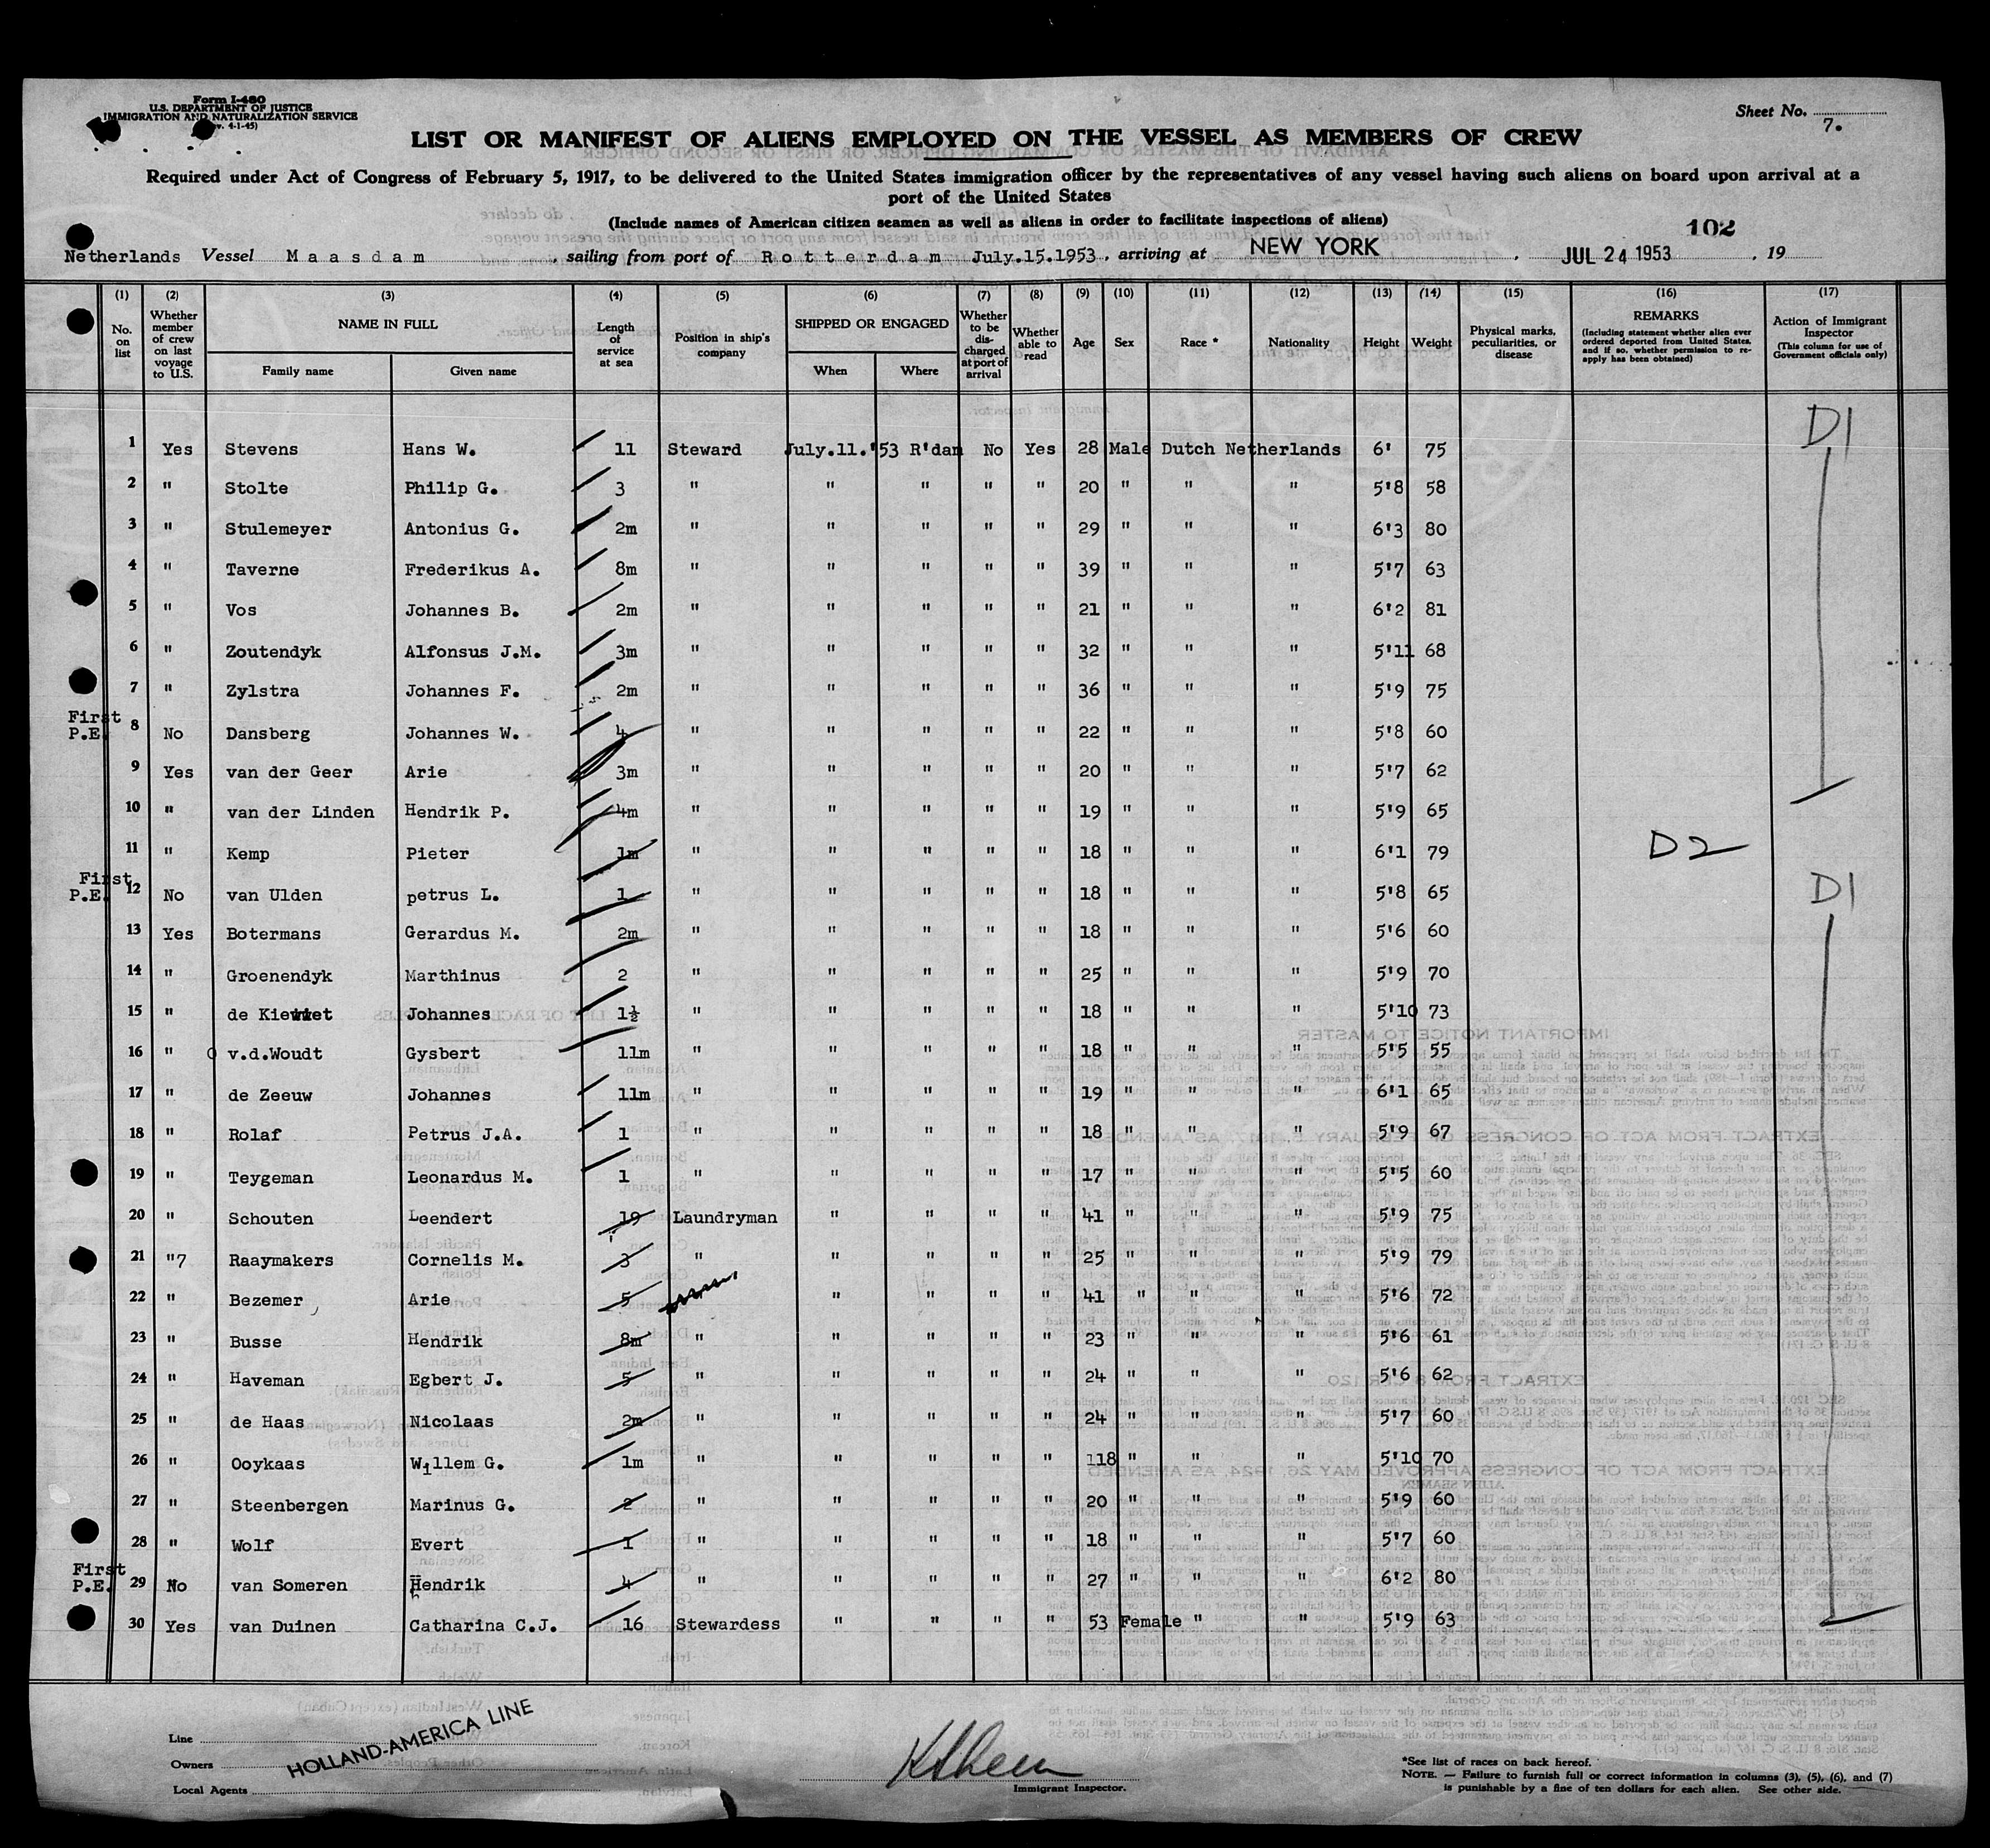 Form I-480
U.S. DEPARTMENT OF JUSTICE
IMMIGRATION AND NATURALIZATION SERVICE
v. 4-1-45)
Sheet No. 7.
LIST OR MANIFEST OF ALIENS EMPLOYED ON THE VESSEL AS MEMBERS OF CREW
Required under Act of Congress of February 5, 1917, to be delivered to the United States immigration officer by the representatives of any vessel having such aliens on board upon arrival at a
port of the United States
(Include names of American citizen seamen as well as aliens in order to facilitate inspections of aliens)
102
Netherlands Vessel Maasdam, sailing from port of Rotterdam July.15.1953, arriving at NEW YORK, JUL 24 1953, 19
(1) No. on list
(2) Whether member of crew on last voyage to U.S.
(3) NAME IN FULL
Family name
Given name
(4) Length of service at sea
(5) Position in ship's company
(6) SHIPPED OR ENGAGED
When
Where
(7) Whether to be discharged at port of arrival
(8) Whether able to read
(9) Age
(10) Sex
(11) Race *
(12) Nationality
(13) Height
(14) Weight
(15) Physical marks, peculiarities, or disease
(16) REMARKS (Including statement whether alien ever ordered deported from United States, and if so, whether permission to reapply has been obtained)
(17) Action of Immigrant Inspector (This column for use of Government officials only)
D1
1 Yes Stevens Hans W. 11 Steward July.11.'53 R'dam No Yes 28 Male Dutch Netherlands 6' 75
2 " Stolte Philip G. 3 " " " " " 20 " " " 5'8 58
3 " Stulemeyer Antonius G. 2m " " " " " 29 " " " 6'3 80
4 " Taverne Frederikus A. 8m " " " " " 39 " " " 5'7 63
5 " Vos Johannes B. 2m " " " " " 21 " " " 6'2 81
6 " Zoutendyk Alfonsus J.M. 3m " " " " " 32 " " " 5'11 68
7 " Zylstra Johannes F. 2m " " " " " 36 " " " 5'9 75
First P.E. 8 No Dansberg Johannes W. 4 " " " " " 22 " " " 5'8 60
9 Yes van der Geer Arie 3m " " " " " 20 " " " 5'7 62
10 " van der Linden Hendrik P. 4m " " " " " 19 " " " 5'9 65
11 " Kemp Pieter 1m " " " " " 18 " " " 6'1 79 D2
First P.E. 12 No van Ulden petrus L. 1 " " " " " 18 " " " 5'8 65 D1
13 Yes Botermans Gerardus M. 2m " " " " " 18 " " " 5'6 60
14 " Groenendyk Marthinus 2 " " " " " 25 " " " 5'9 70
15 " de Kiewiet Johannes 1½ " " " " " 18 " " " 5'10 73
16 " v.d.Woudt Gysbert 11m " " " " " 18 " " " 5'5 55
17 " de Zeeuw Johannes 11m " " " " " 19 " " " 6'1 65
18 " Rolaf Petrus J.A. 1 " " " " " 18 " " " 5'9 67
19 " Teygeman Leonardus M. 1 " " " " " 17 " " " 5'5 60
20 " Schouten Leendert 19 Laundryman " " " " 41 " " " 5'9 75
21 "7 Raaymakers Cornelis M. 3 " " " " " 25 " " " 5'9 79
22 " Bezemer Arie 5 " " " " 41 " " " 5'6 72
23 " Busse Hendrik 8m " " " " " 23 " " " 5'6 61
24 " Haveman Egbert J. 5 " " " " " 24 " " " 5'6 62
25 " de Haas Nicolaas 2m " " " " " 24 " " " 5'7 60
26 " Ooykaas Willem G. 1m " " " " " 118 " " " 5'10 70
27 " Steenbergen Marinus G. 2 " " " " " 20 " " " 5'9 60
28 " Wolf Evert 1 " " " " " 18 " " " 5'7 60
First P.E. 29 No van Someren Hendrik 4 " " " " " 27 " " " 6'2 80
30 Yes van Duinen Catharina C.J. 16 Stewardess " " " " 53 Female " " 5'9 63
Line
Owners HOLLAND-AMERICA LINE
Local Agents
Immigrant Inspector.
*See list of races on back hereof.
NOTE. — Failure to furnish full or correct information in columns (3), (5), (6), and (7)
is punishable by a fine of ten dollars for each alien. See other side.